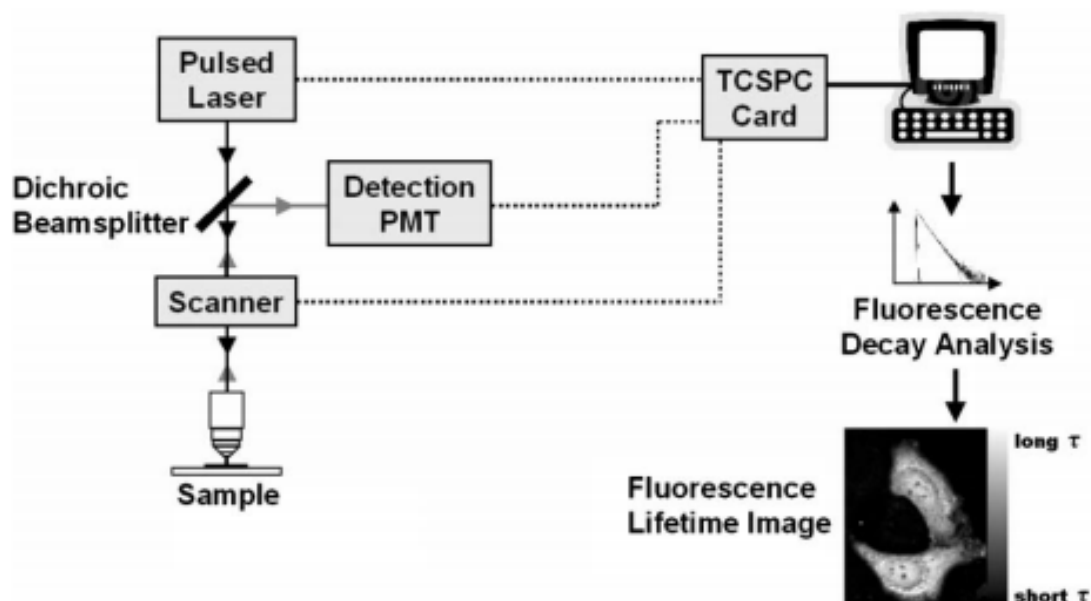 Pulsed
Laser
TCSPC
Card
Dichroic
Beamsplitter
Detection
PMT
Scanner
Sample
Fluorescence
Decay Analysis
Fluorescence
Lifetime Image
long τ
short τ